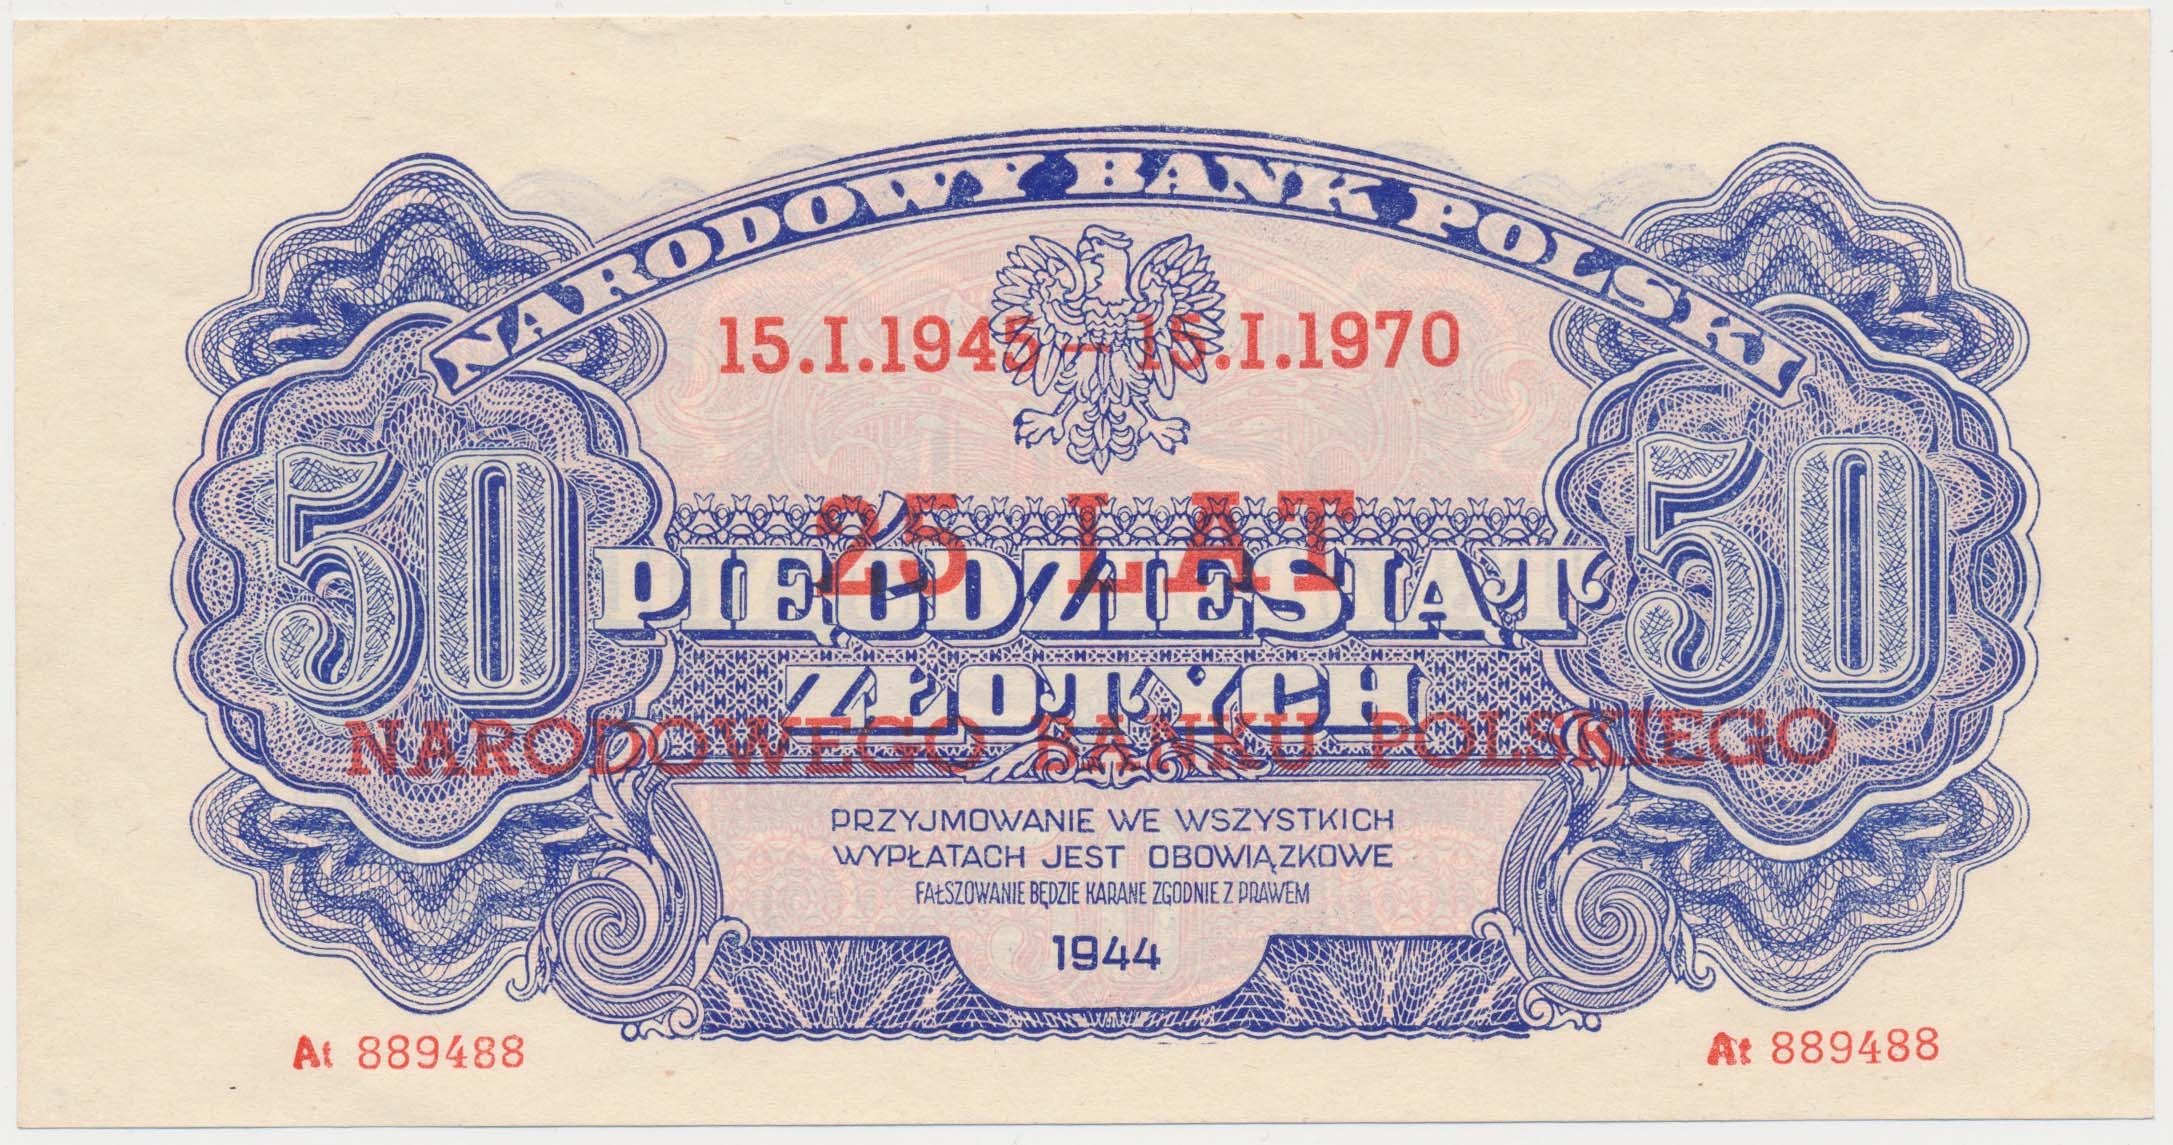 NARODOWY BANK POLSKI
15.I.1945 – 15.I.1970
25 LAT
50 PIĘĆDZIESIĄT 50
ZŁOTYCH
NARODOWEGO BANKU POLSKIEGO
PRZYJMOWANIE WE WSZYSTKICH
WYPŁATACH JEST OBOWIĄZKOWE
FAŁSZOWANIE BĘDZIE KARANE ZGODNIE Z PRAWEM
1944
At 889488 At 889488